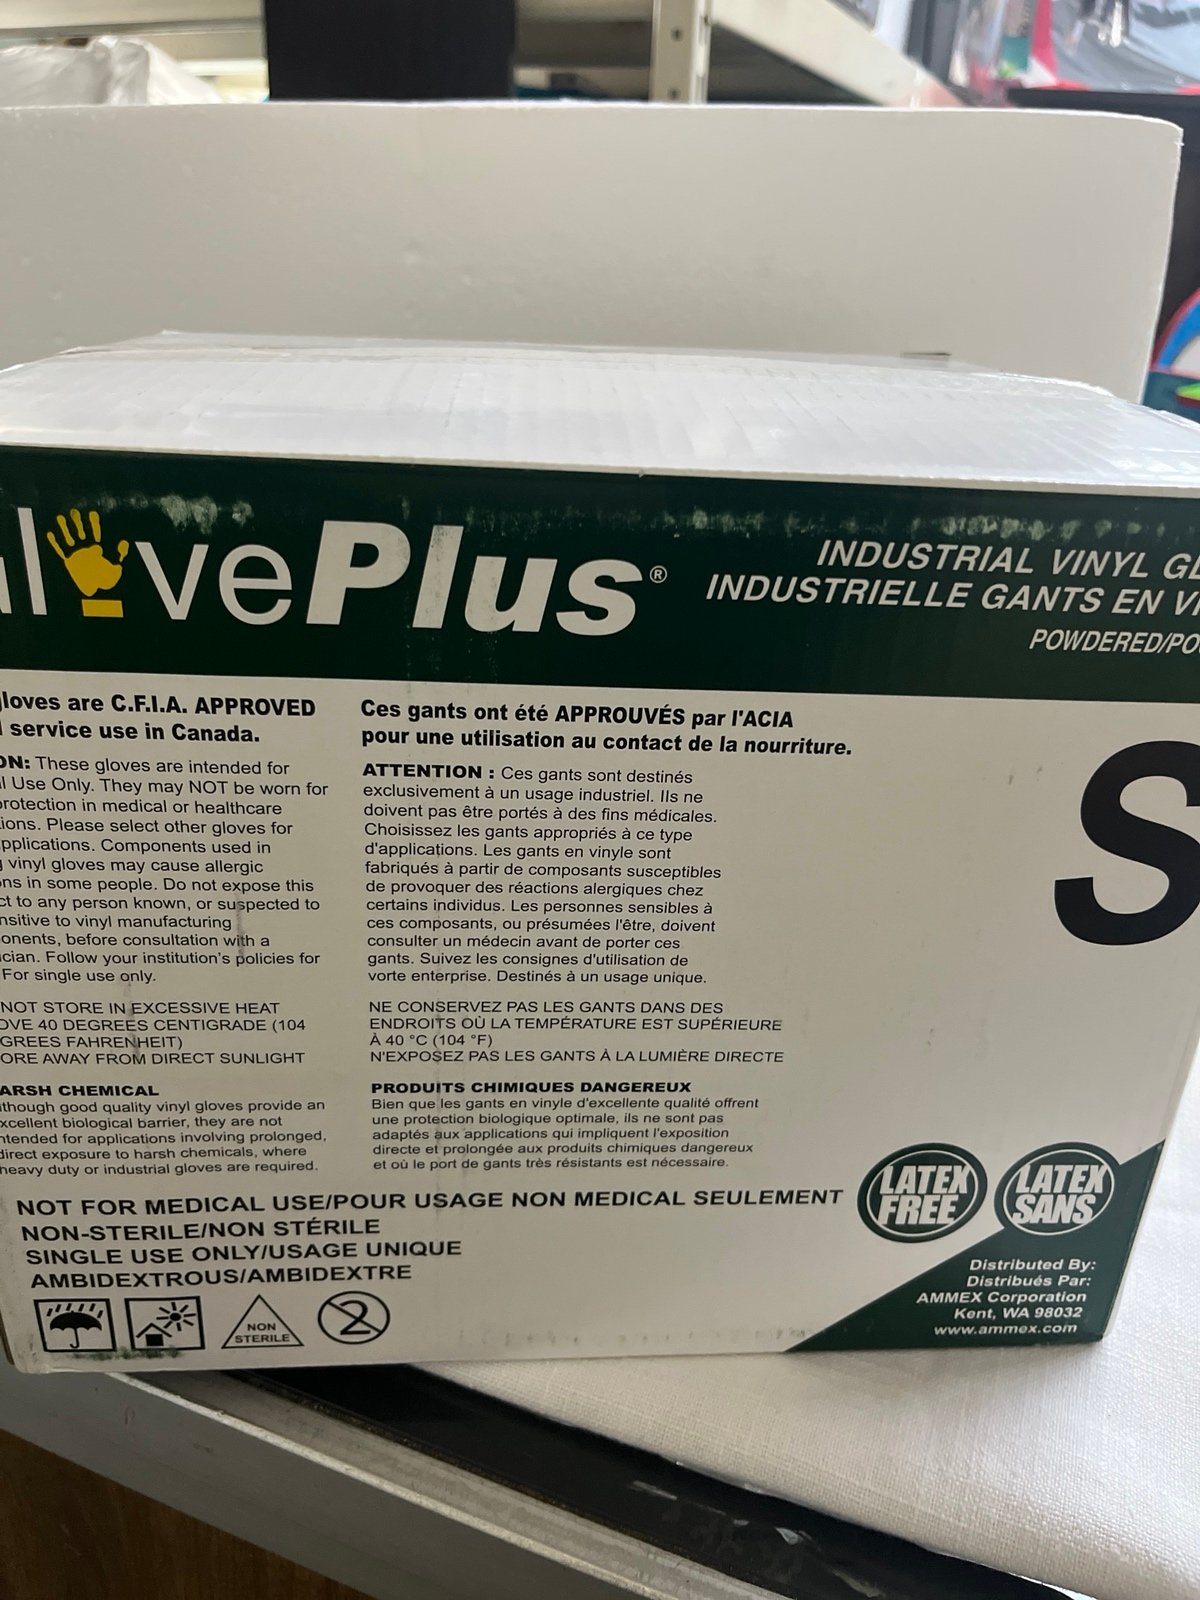 GlovePlus®
INDUSTRIAL VINYL
INDUSTRIELLE GANTS EN
POWDERED
gloves are C.F.I.A. APPROVED
service use in Canada.
These gloves are intended for
Use Only. They may NOT be worn for
protection in medical or healthcare
Please select other gloves for
applications. Components used in
vinyl gloves may cause allergic
in some people. Do not expose this
to any person known, or suspected to
to vinyl manufacturing
before consultation with a
Follow your institution's policies for
For single use only.
NOT STORE IN EXCESSIVE HEAT
40 DEGREES CENTIGRADE (104
FAHRENHEIT)
AWAY FROM DIRECT SUNLIGHT
HARSH CHEMICAL
Although good quality vinyl gloves provide an
excellent biological barrier, they are not
intended for applications involving prolonged,
direct exposure to harsh chemicals, where
heavy duty or industrial gloves are required.
Ces gants ont été APPROUVÉS par l'ACIA
pour une utilisation au contact de la nourriture.
ATTENTION : Ces gants sont destinés
exclusivement à un usage industriel. Ils ne
doivent pas être portés à des fins médicales.
Choisissez les gants appropriés à ce type
d'applications. Les gants en vinyle sont
fabriqués à partir de composants susceptibles
de provoquer des réactions alergiques chez
certains individus. Les personnes sensibles à
ces composants, ou présumées l'être, doivent
consulter un médecin avant de porter ces
gants. Suivez les consignes d'utilisation de
vorte enterprise. Destinés à un usage unique.
NE CONSERVEZ PAS LES GANTS DANS DES
ENDROITS OÙ LA TEMPÉRATURE EST SUPÉRIEURE
À 40 °C (104 °F)
N'EXPOSEZ PAS LES GANTS À LA LUMIÈRE DIRECTE
PRODUITS CHIMIQUES DANGEREUX
Bien que les gants en vinyle d'excellente qualité offrent
une protection biologique optimale, ils ne sont pas
adaptés aux applications qui impliquent l'exposition
directe et prolongée aux produits chimiques dangereux
et où le port de gants très résistants est nécessaire.
S
NOT FOR MEDICAL USE/POUR USAGE NON MEDICAL SEULEMENT
NON-STERILE/NON STÉRILE
SINGLE USE ONLY/USAGE UNIQUE
AMBIDEXTROUS/AMBIDEXTRE
NON
STERILE
2
LATEX
FREE
LATEX
SANS
Distributed By:
Distribués Par:
AMMEX Corporation
Kent, WA 98032
www.ammex.com